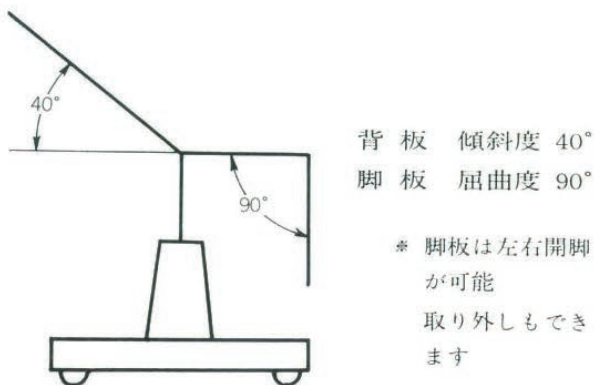 40°
90°
背板 傾斜度 40°
脚板 屈曲度 90°
* 脚板は左右開脚
が可能
取り外しもでき
ます